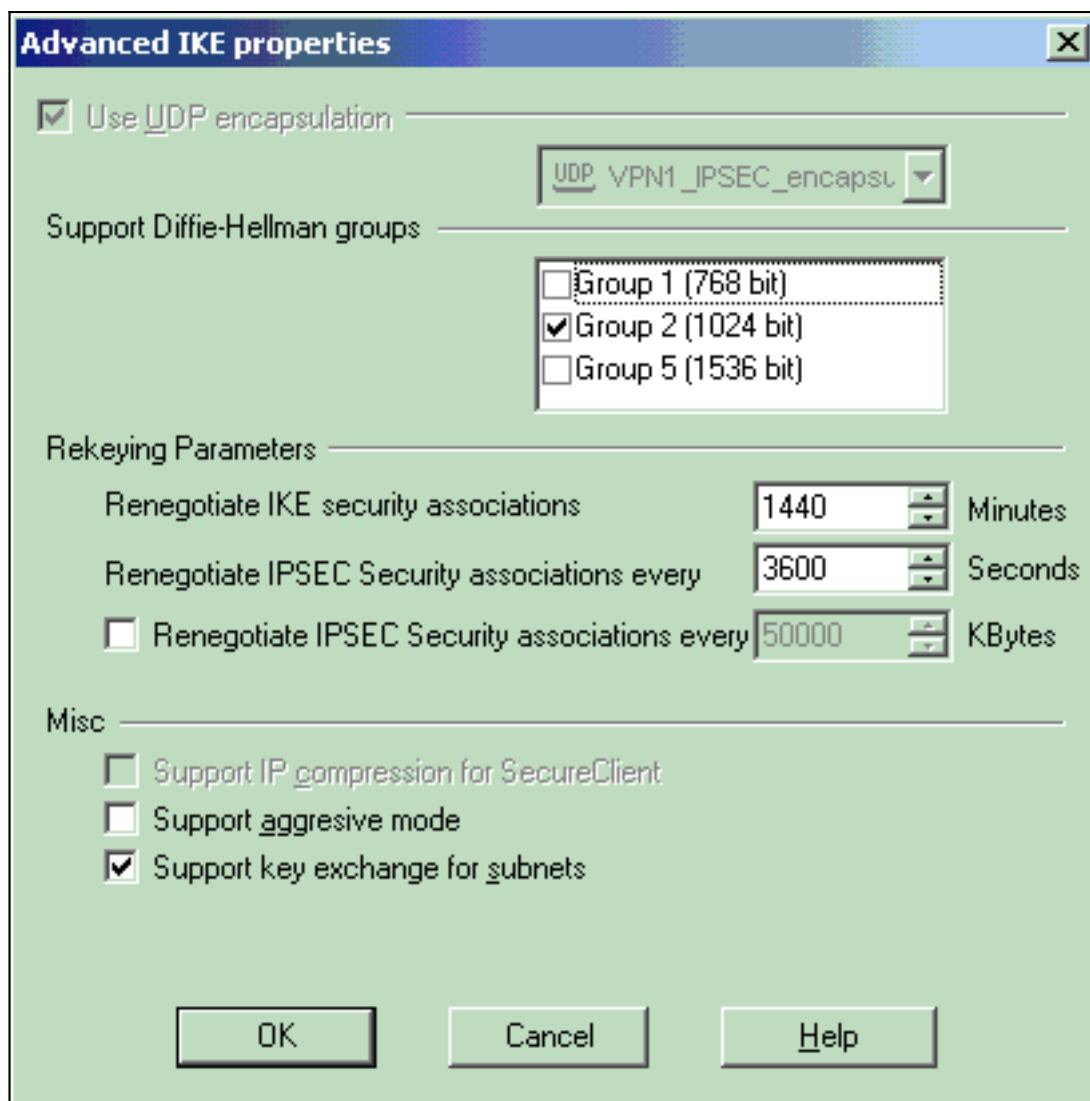 Advanced IKE properties
Use UDP encapsulation
UDP VPN1_IPSEC_encapsu
Support Diffie-Hellman groups
Group 1 (768 bit)
Group 2 (1024 bit)
Group 5 (1536 bit)
Rekeying Parameters
Renegotiate IKE security associations 1440 Minutes
Renegotiate IPSEC Security associations every 3600 Seconds
Renegotiate IPSEC Security associations every 50000 KBytes
Misc
Support IP compression for SecureClient
Support aggresive mode
Support key exchange for subnets
OK Cancel Help